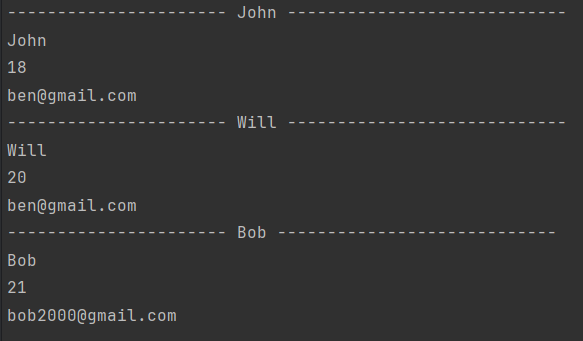 ---------------------- John ----------------------------
John
18
ben@gmail.com
---------------------- Will ----------------------------
Will
20
ben@gmail.com
---------------------- Bob ----------------------------
Bob
21
bob2000@gmail.com